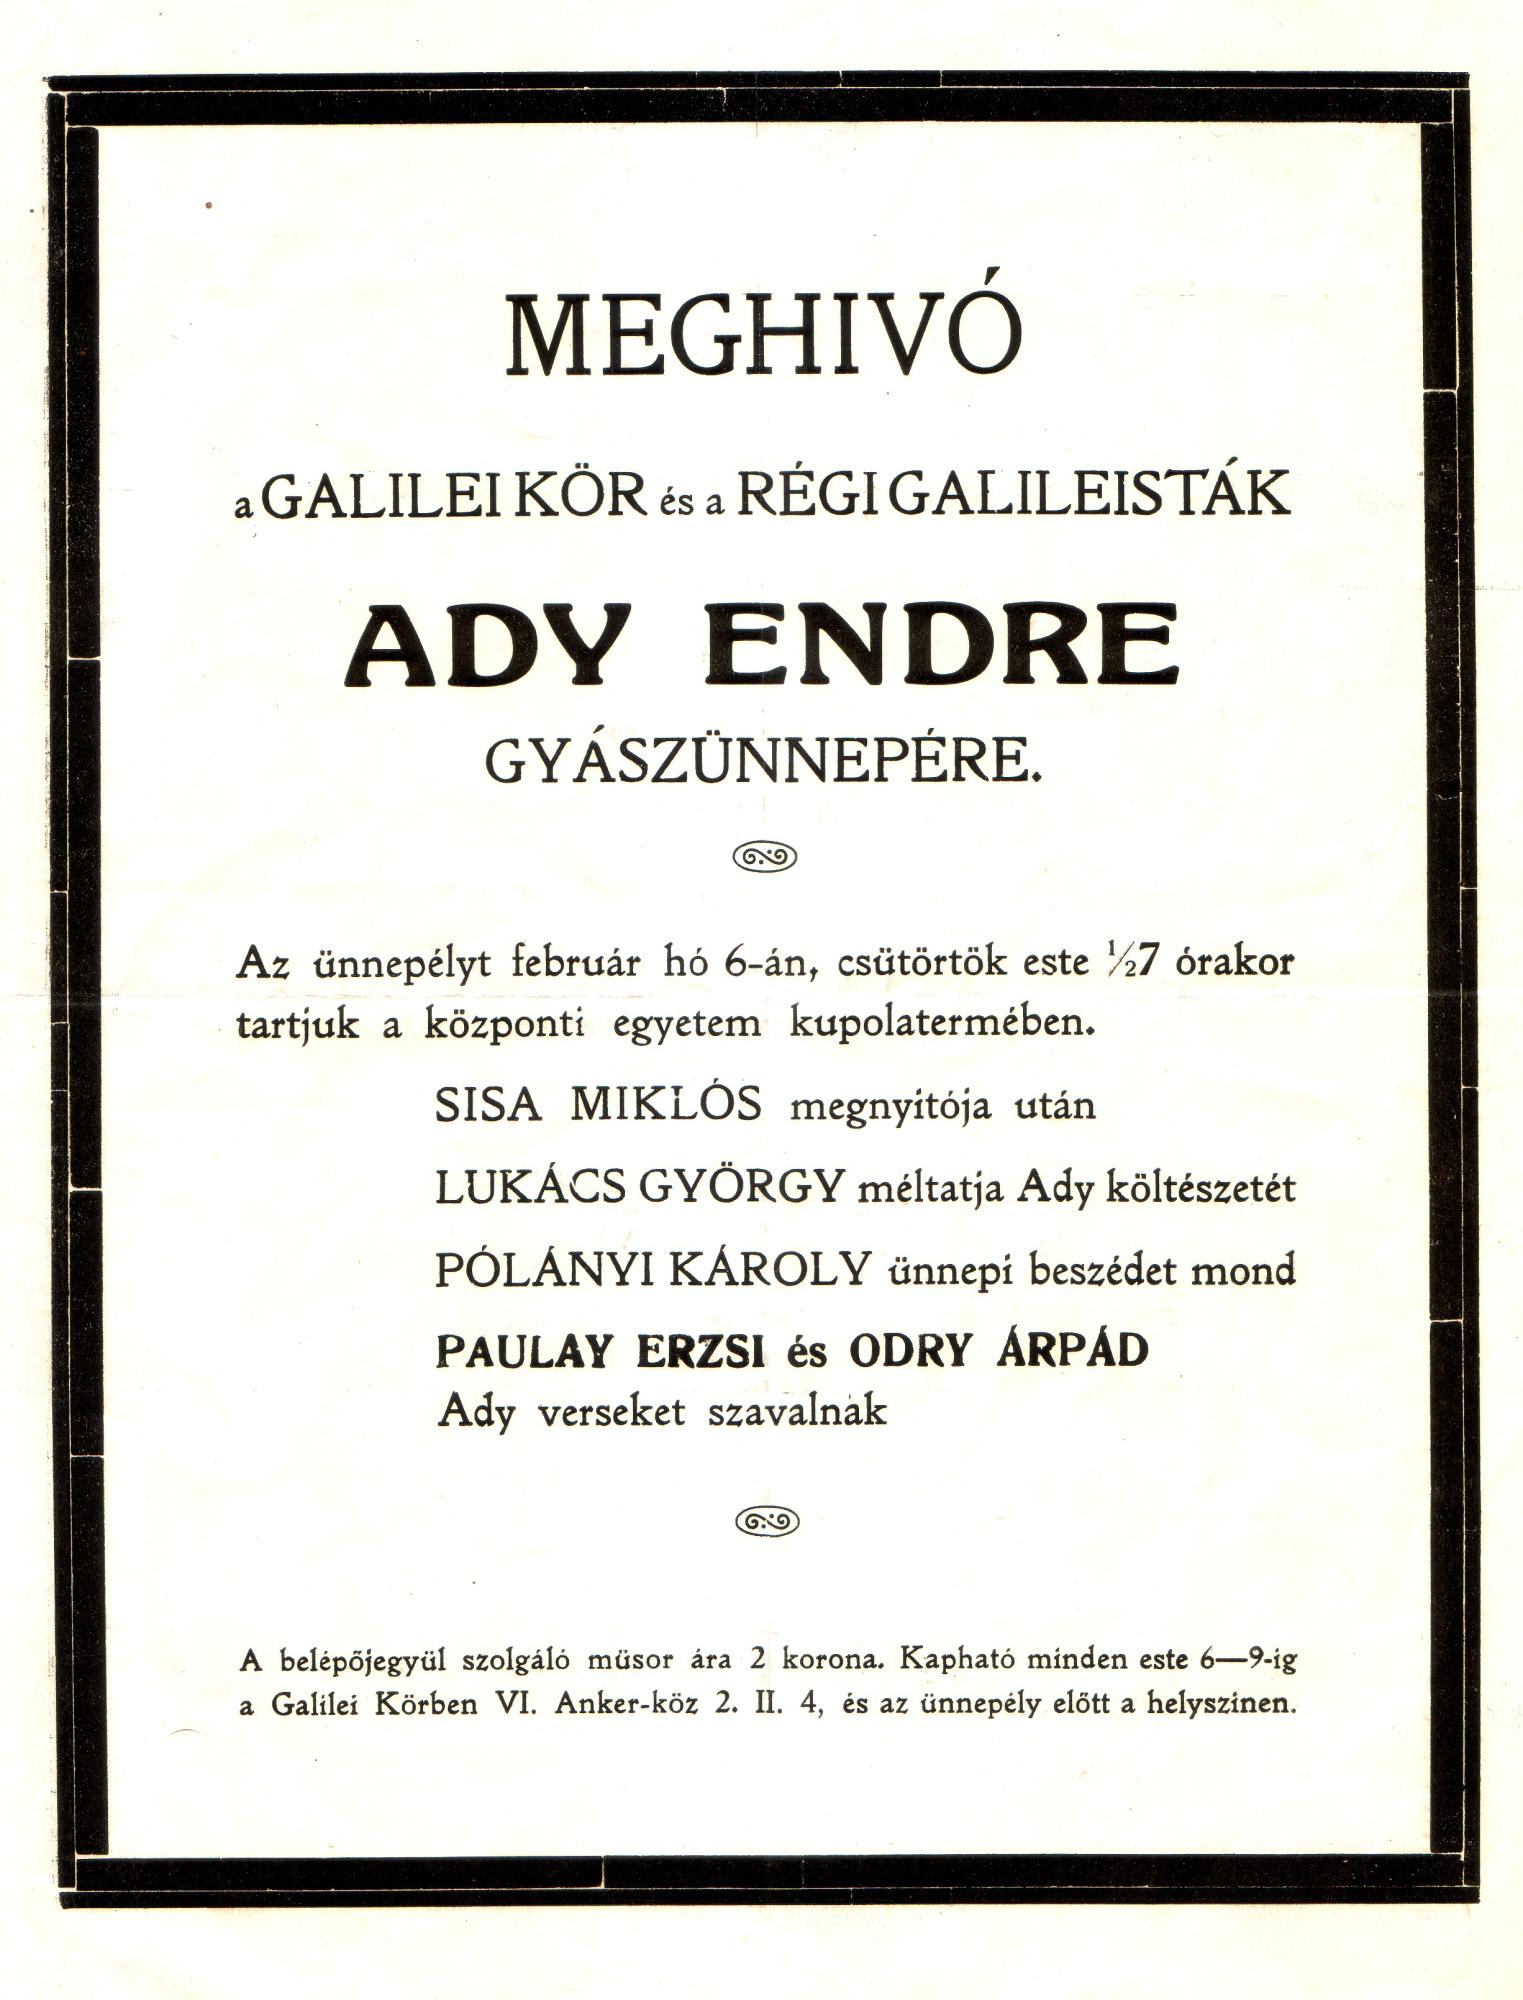 MEGHIVÓ
a GALILEI KÖR és a RÉGI GALILEISTÁK
ADY ENDRE
GYÁSZÜNNEPÉRE.
Az ünnepélyt február hó 6-án, csütörtök este ½7 órakor
tartjuk a központi egyetem kupolatermében.
SISA MIKLÓS megnyitója után
LUKÁCS GYÖRGY méltatja Ady költészetét
PÓLÁNYI KÁROLY ünnepi beszédet mond
PAULAY ERZSI és ODRY ÁRPÁD
Ady verseket szavalnak
A belépőjegyül szolgáló müsor ára 2 korona. Kapható minden este 6—9-ig
a Galilei Körben VI. Anker-köz 2. II. 4, és az ünnepély előtt a helyszinen.